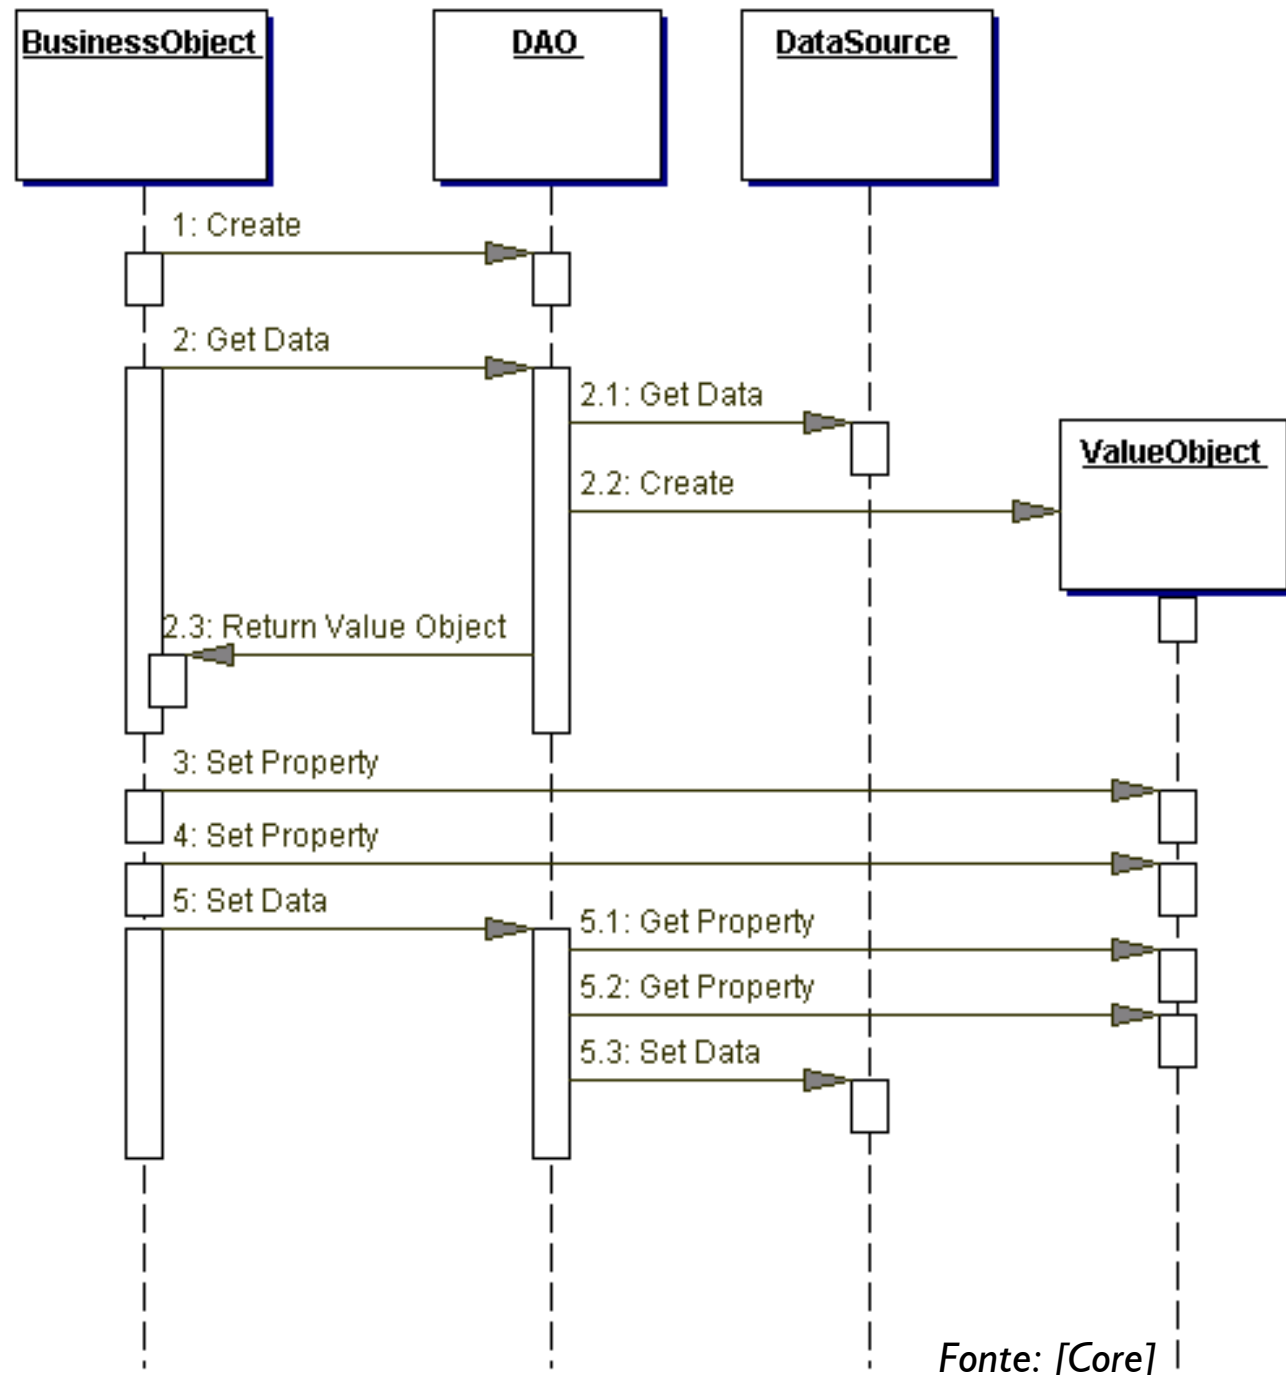 BusinessObject
DAO
DataSource
1: Create
2: Get Data
2.1: Get Data
ValueObject
2.2: Create
2.3: Return Value Object
3: Set Property
4: Set Property
5: Set Data
5.1: Get Property
5.2: Get Property
5.3: Set Data
Fonte: [Core]